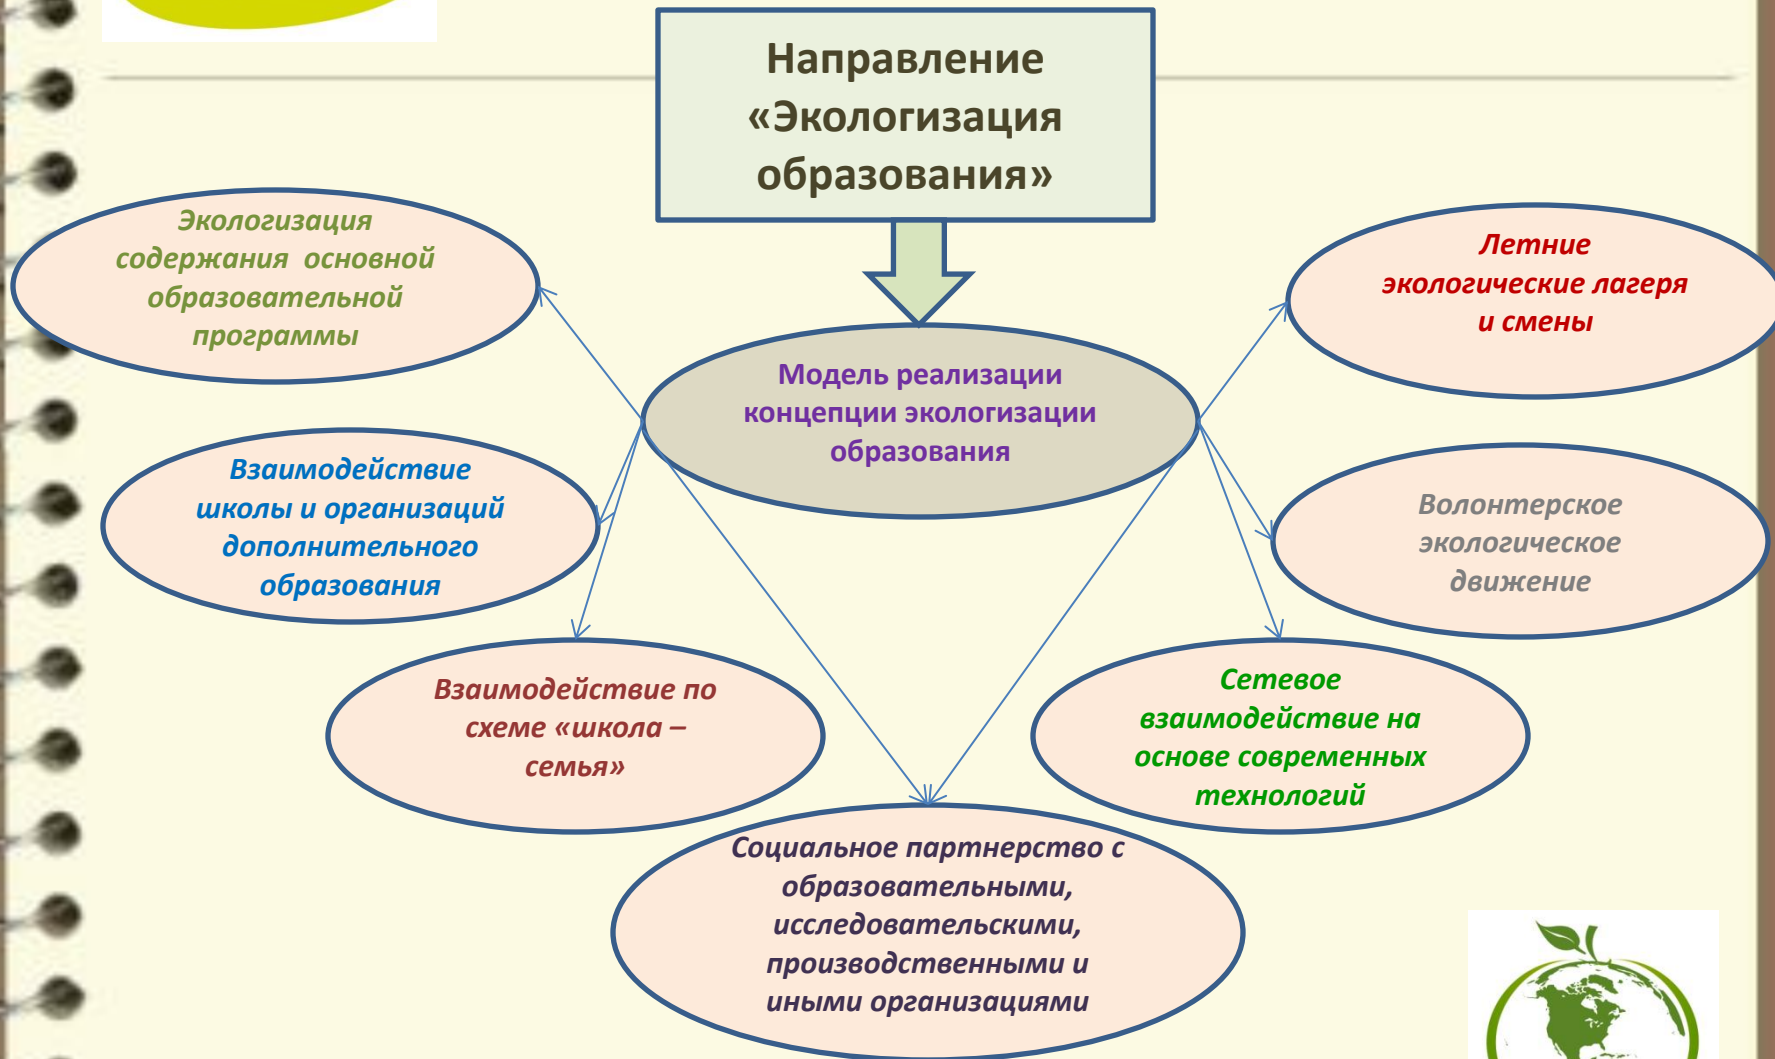 Направление
«Экологизация
образования»
Экологизация
содержания основной
образовательной
программы
Летние
экологические лагеря
и смены
Модель реализации
концепции экологизации
образования
Взаимодействие
школы и организаций
дополнительного
образования
Волонтерское
экологическое
движение
Взаимодействие по
схеме «школа –
семья»
Сетевое
взаимодействие на
основе современных
технологий
Социальное партнерство с
образовательными,
исследовательскими,
производственными и
иными организациями